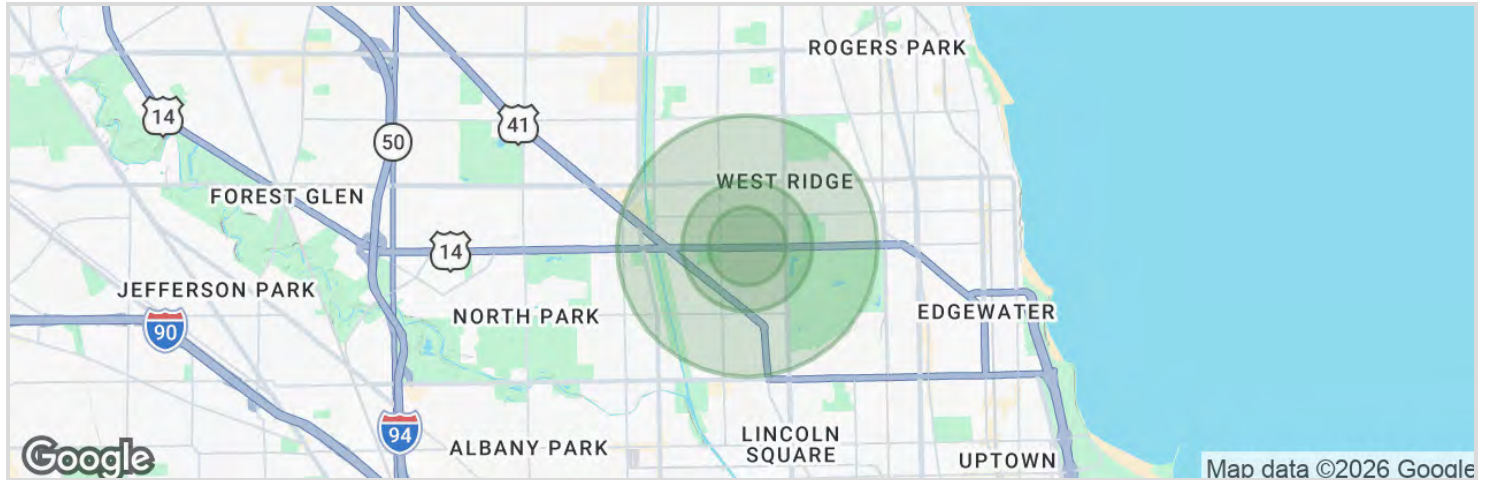 ROGERS PARK
14
41
50
WEST RIDGE
FOREST GLEN
14
JEFFERSON PARK
NORTH PARK
EDGEWATER
90
94
ALBANY PARK
LINCOLN
SQUARE
UPTOWN
Google
Map data ©2026 Google